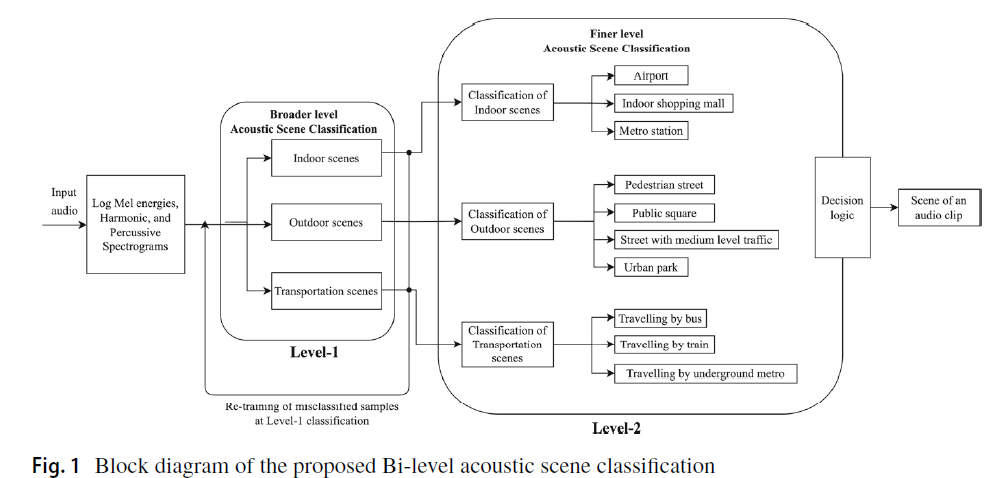 Finer level
Acoustic Scene Classification
Broader level
Acoustic Scene Classification
Input
audio
Log Mel energies,
Harmonic, and
Percussive
Spectrograms
Indoor scenes
Outdoor scenes
Transportation scenes
Level-1
Re-training of misclassified samples
at Level-1 classification
Classification of
Indoor scenes
Airport
Indoor shopping mall
Metro station
Classification of
Outdoor scenes
Pedestrian street
Public square
Street with medium level traffic
Urban park
Classification of
Transportation
scenes
Travelling by bus
Travelling by train
Travelling by underground metro
Level-2
Decision
logic
Scene of an
audio clip
Fig. 1 Block diagram of the proposed Bi-level acoustic scene classification